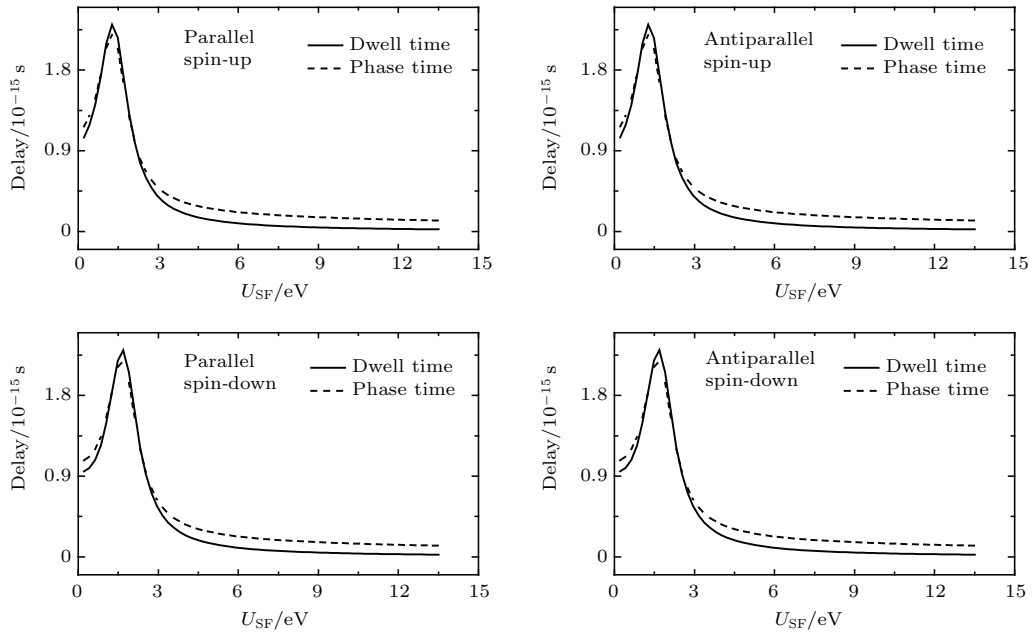 Parallel
spin-up
Dwell time
Phase time
Delay/10⁻¹⁵ s
1.8
0.9
0
0 3 6 9 12 15
U_SF/eV
Antiparallel
spin-up
Dwell time
Phase time
Delay/10⁻¹⁵ s
1.8
0.9
0
0 3 6 9 12 15
U_SF/eV
Parallel
spin-down
Dwell time
Phase time
Delay/10⁻¹⁵ s
1.8
0.9
0
0 3 6 9 12 15
U_SF/eV
Antiparallel
spin-down
Dwell time
Phase time
Delay/10⁻¹⁵ s
1.8
0.9
0
0 3 6 9 12 15
U_SF/eV